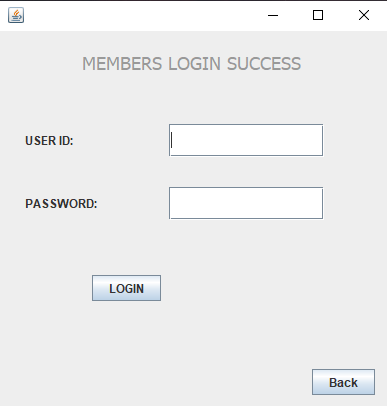 MEMBERS LOGIN SUCCESS
USER ID:
PASSWORD:
LOGIN
Back